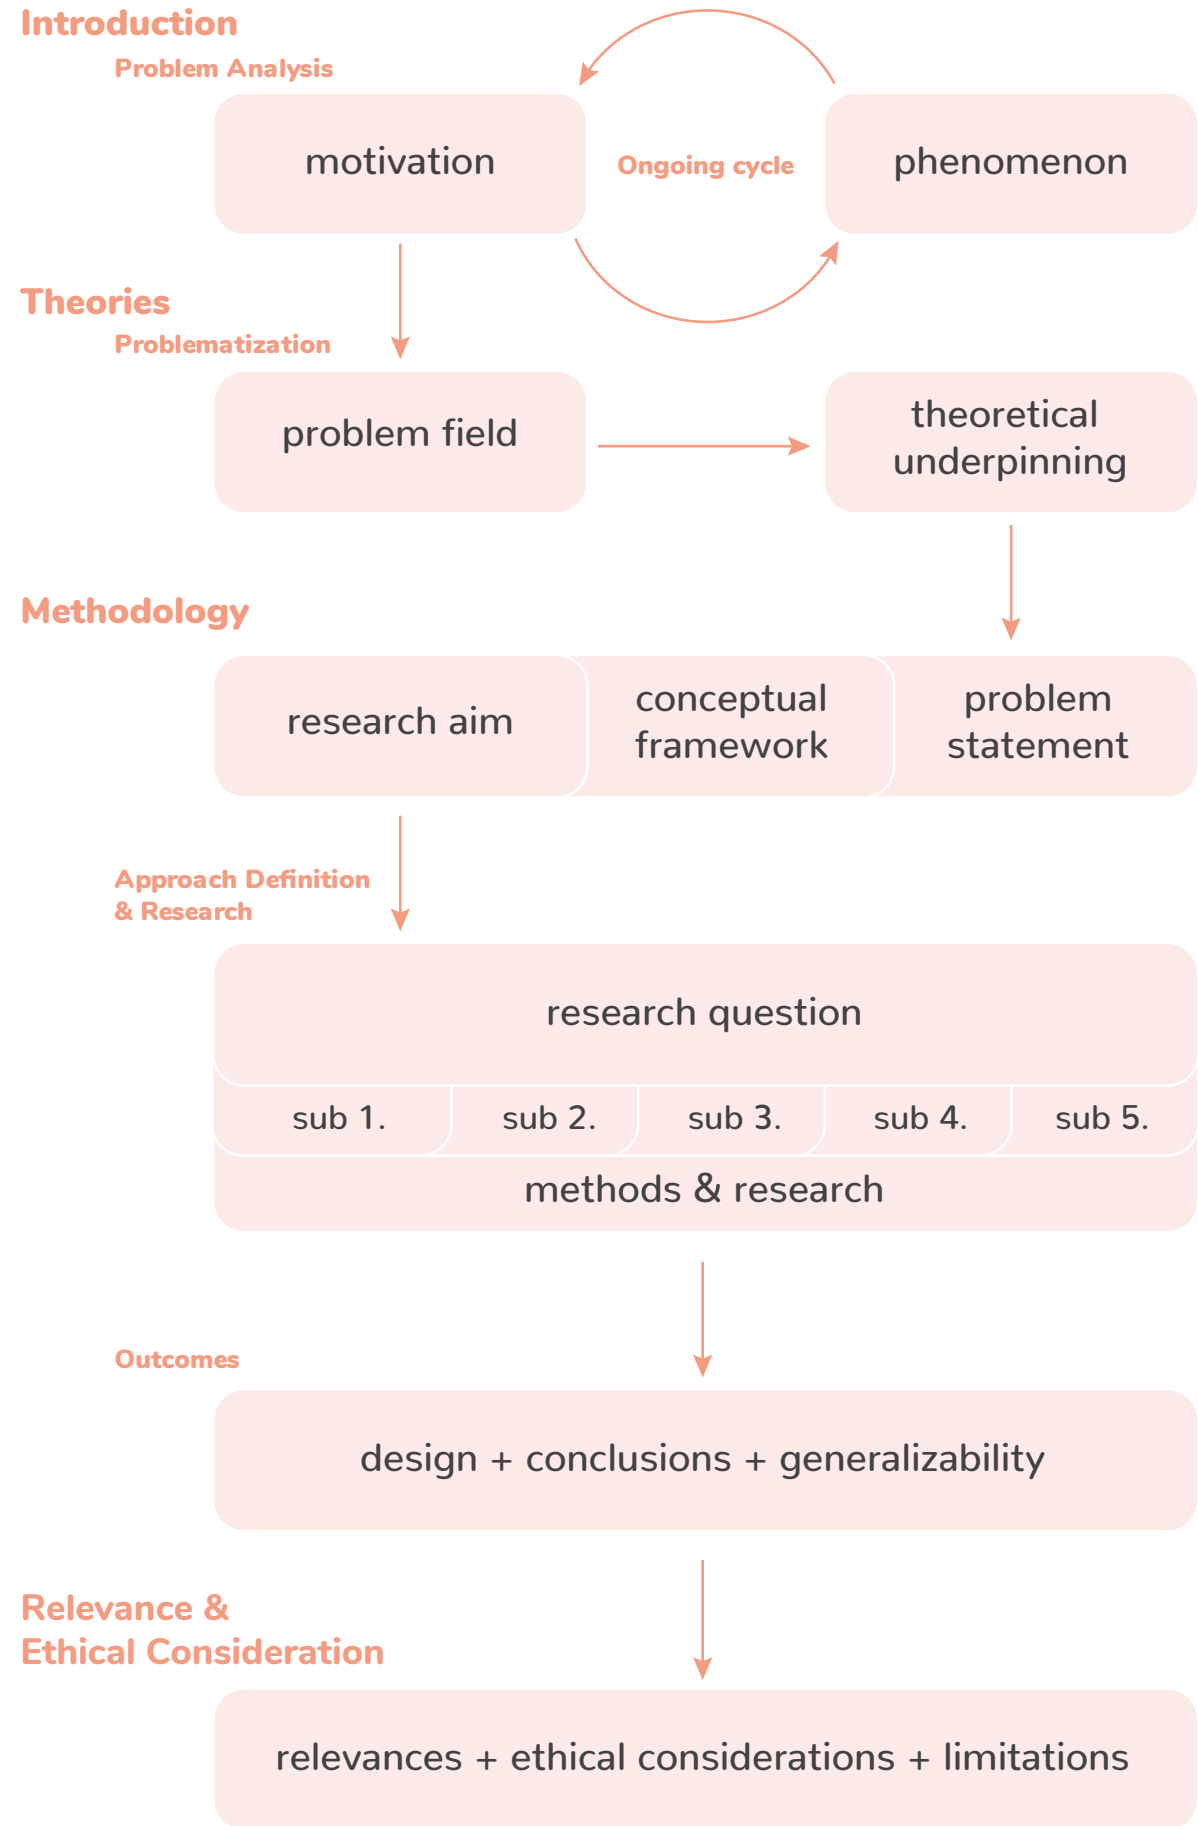 Introduction
Problem Analysis
motivation
Ongoing cycle
phenomenon
Theories
Problematization
problem field
theoretical
underpinning
Methodology
research aim
conceptual
framework
problem
statement
Approach Definition
& Research
research question
sub 1.
sub 2.
sub 3.
sub 4.
sub 5.
methods & research
Outcomes
design + conclusions + generalizability
Relevance &
Ethical Consideration
relevances + ethical considerations + limitations